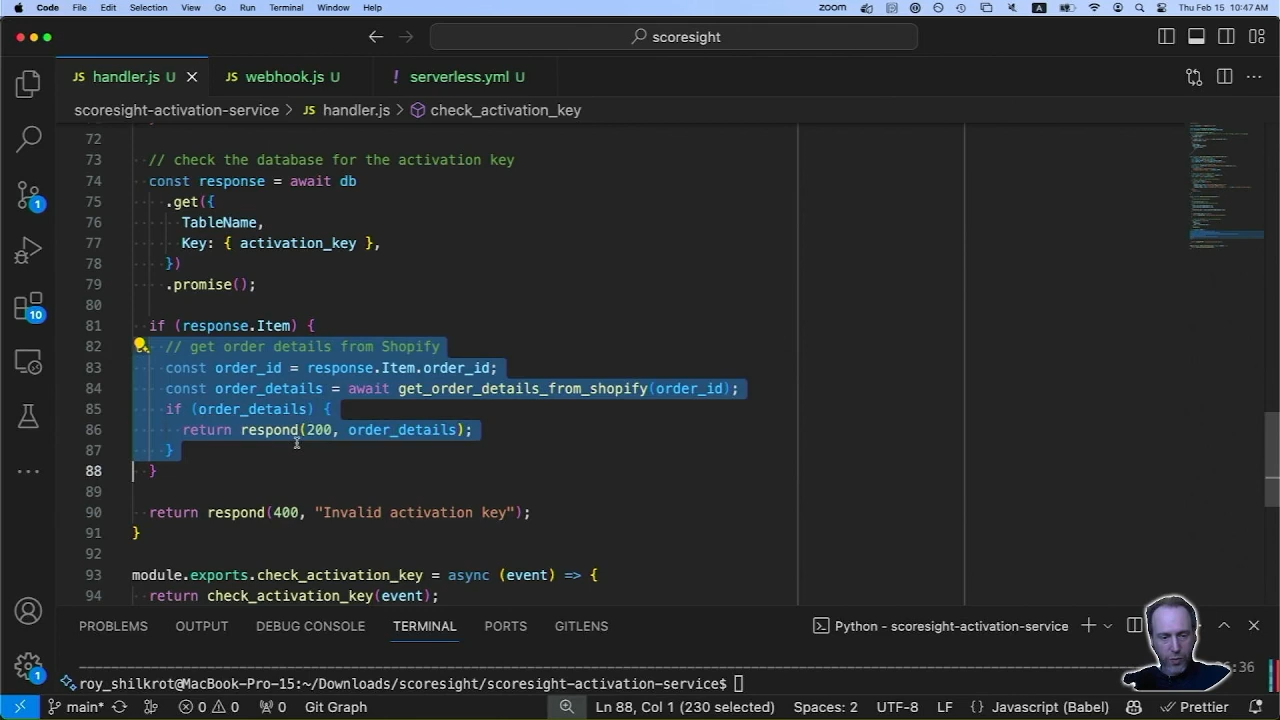 Code File Edit Selection View Go Run Terminal Window Help zoom A Thu Feb 15 10:47 AM
scoresight
JS handler.js U JS webhook.js U ! serverless.yml U
scoresight-activation-service > JS handler.js > check_activation_key
72
73 // check the database for the activation key
74 const response = await db
75 .get({
76 TableName,
77 Key: { activation_key },
78 })
79 .promise();
80
81 if (response.Item) {
82 // get order details from Shopify
83 const order_id = response.Item.order_id;
84 const order_details = await get_order_details_from_shopify(order_id);
85 if (order_details) {
86 return respond(200, order_details);
87 }
88 }
89
90 return respond(400, "Invalid activation key");
91 }
92
93 module.exports.check_activation_key = async (event) => {
94 return check_activation_key(event);
1
10
1
PROBLEMS OUTPUT DEBUG CONSOLE TERMINAL PORTS GITLENS Python - scoresight-activation-service
roy_shilkrot@MacBook-Pro-15:~/Downloads/scoresight/scoresight-activation-service$
main* 0 0 0 Git Graph Ln 88, Col 1 (230 selected) Spaces: 2 UTF-8 LF {} Javascript (Babel) Prettier